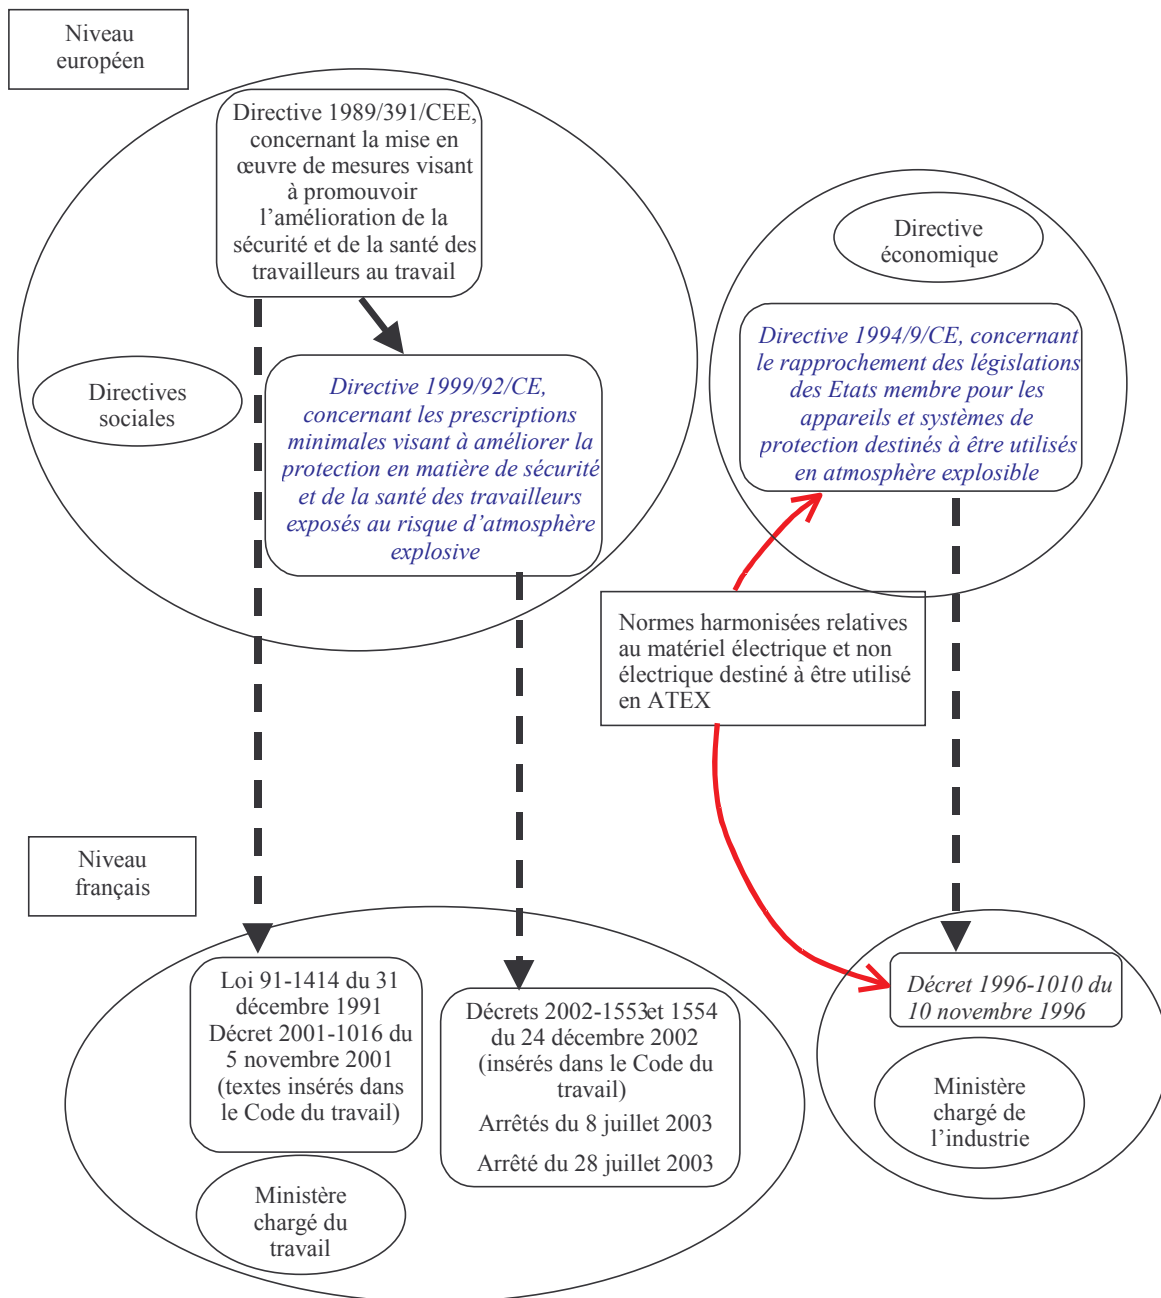 Niveau
européen
Directive 1989/391/CEE,
concernant la mise en
œuvre de mesures visant
à promouvoir
l’amélioration de la
sécurité et de la santé des
travailleurs au travail
Directive
économique
Directive 1994/9/CE, concernant
le rapprochement des législations
des Etats membre pour les
appareils et systèmes de
protection destinés à être utilisés
en atmosphère explosible
Directives
sociales
Directive 1999/92/CE,
concernant les prescriptions
minimales visant à améliorer la
protection en matière de sécurité
et de la santé des travailleurs
exposés au risque d’atmosphère
explosive
Normes harmonisées relatives
au matériel électrique et non
électrique destiné à être utilisé
en ATEX
Niveau
français
Loi 91-1414 du 31
décembre 1991
Décret 2001-1016 du
5 novembre 2001
(textes insérés dans
le Code du travail)
Décrets 2002-1553et 1554
du 24 décembre 2002
(insérés dans le Code du
travail)
Arrêtés du 8 juillet 2003
Arrêté du 28 juillet 2003
Décret 1996-1010 du
10 novembre 1996
Ministère
chargé de
l’industrie
Ministère
chargé du
travail